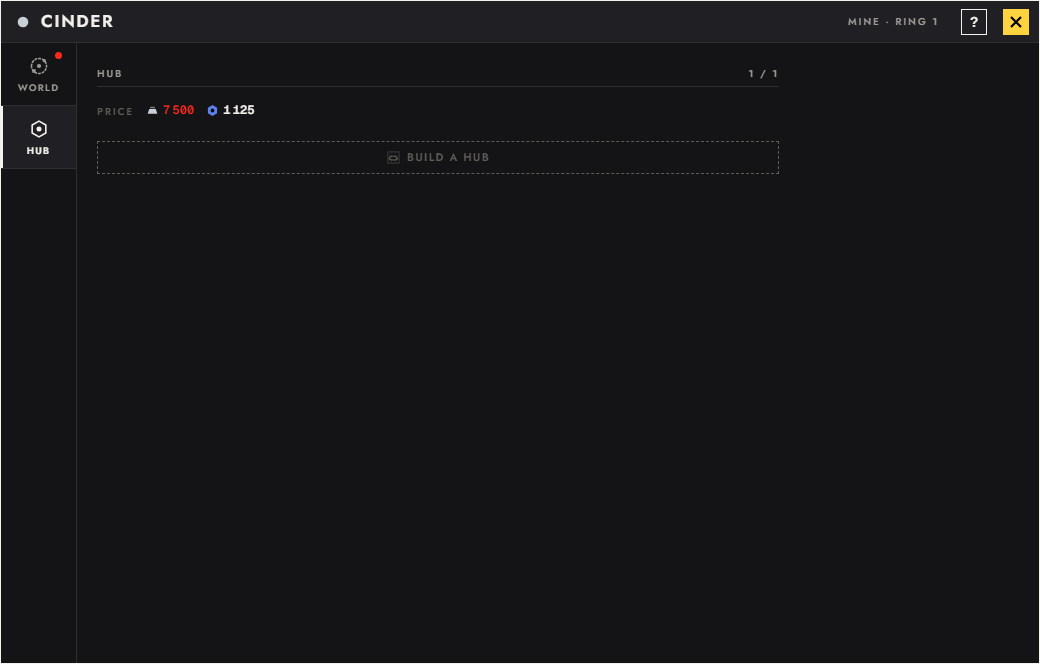 CINDER
MINE · RING 1
?
WORLD
HUB
HUB
1 / 1
PRICE 7 500 1 125
BUILD A HUB